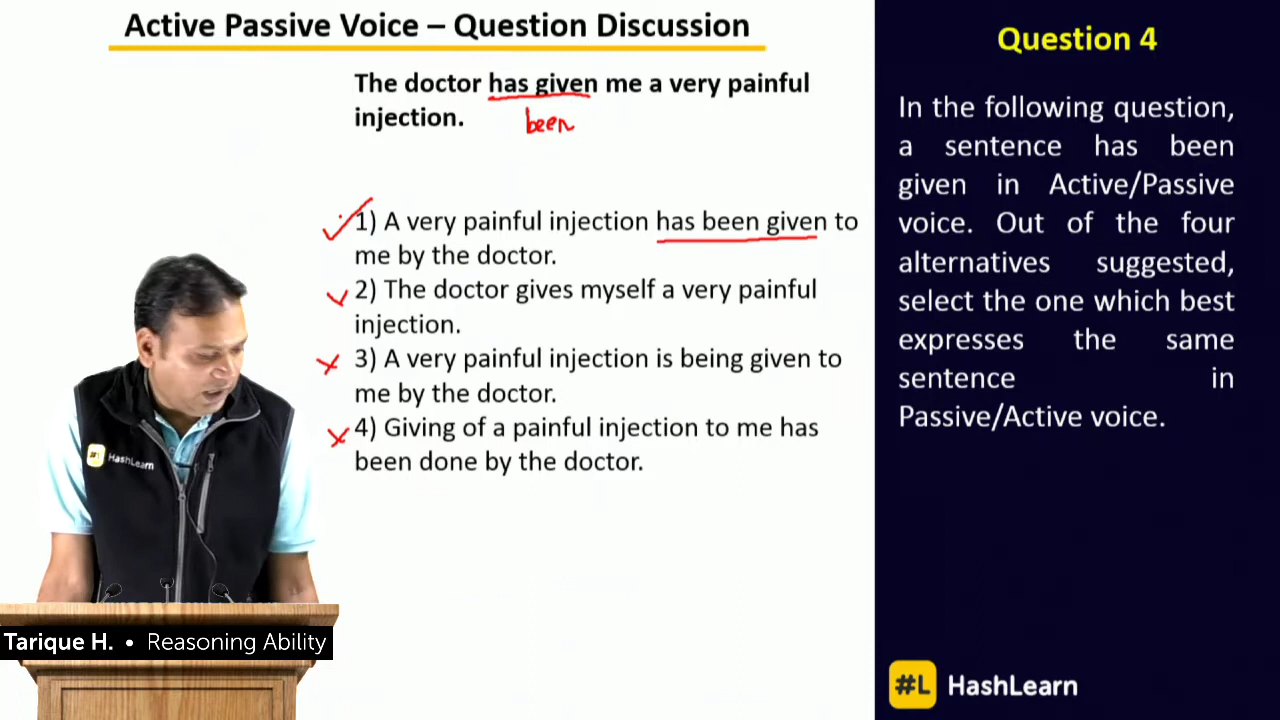 Active Passive Voice – Question Discussion
The doctor has given me a very painful
injection.
been
1) A very painful injection has been given to
me by the doctor.
2) The doctor gives myself a very painful
injection.
3) A very painful injection is being given to
me by the doctor.
4) Giving of a painful injection to me has
been done by the doctor.
#L HashLearn
Tarique H. • Reasoning Ability
Question 4
In the following question,
a sentence has been
given in Active/Passive
voice. Out of the four
alternatives suggested,
select the one which best
expresses the same
sentence in
Passive/Active voice.
#L HashLearn